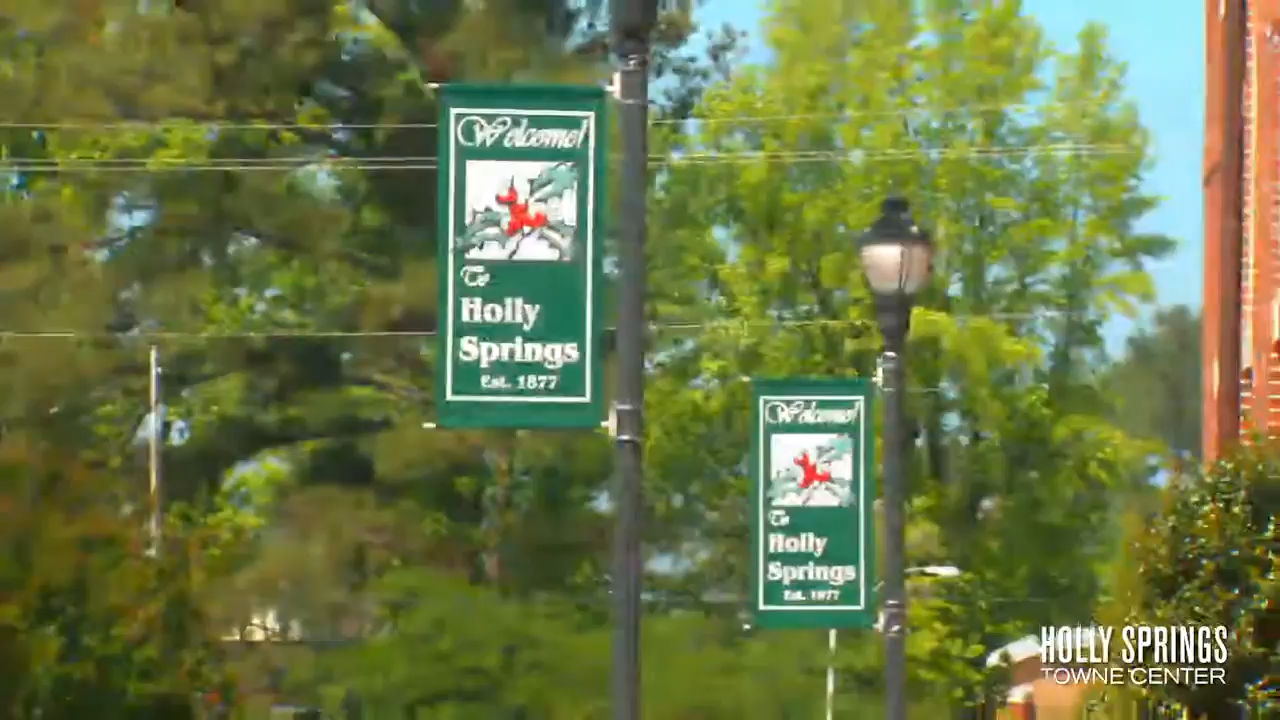 Welcome!
To
Holly
Springs
Est. 1877
Welcome!
To
Holly
Springs
Est. 1877
HOLLY SPRINGS
TOWNE CENTER